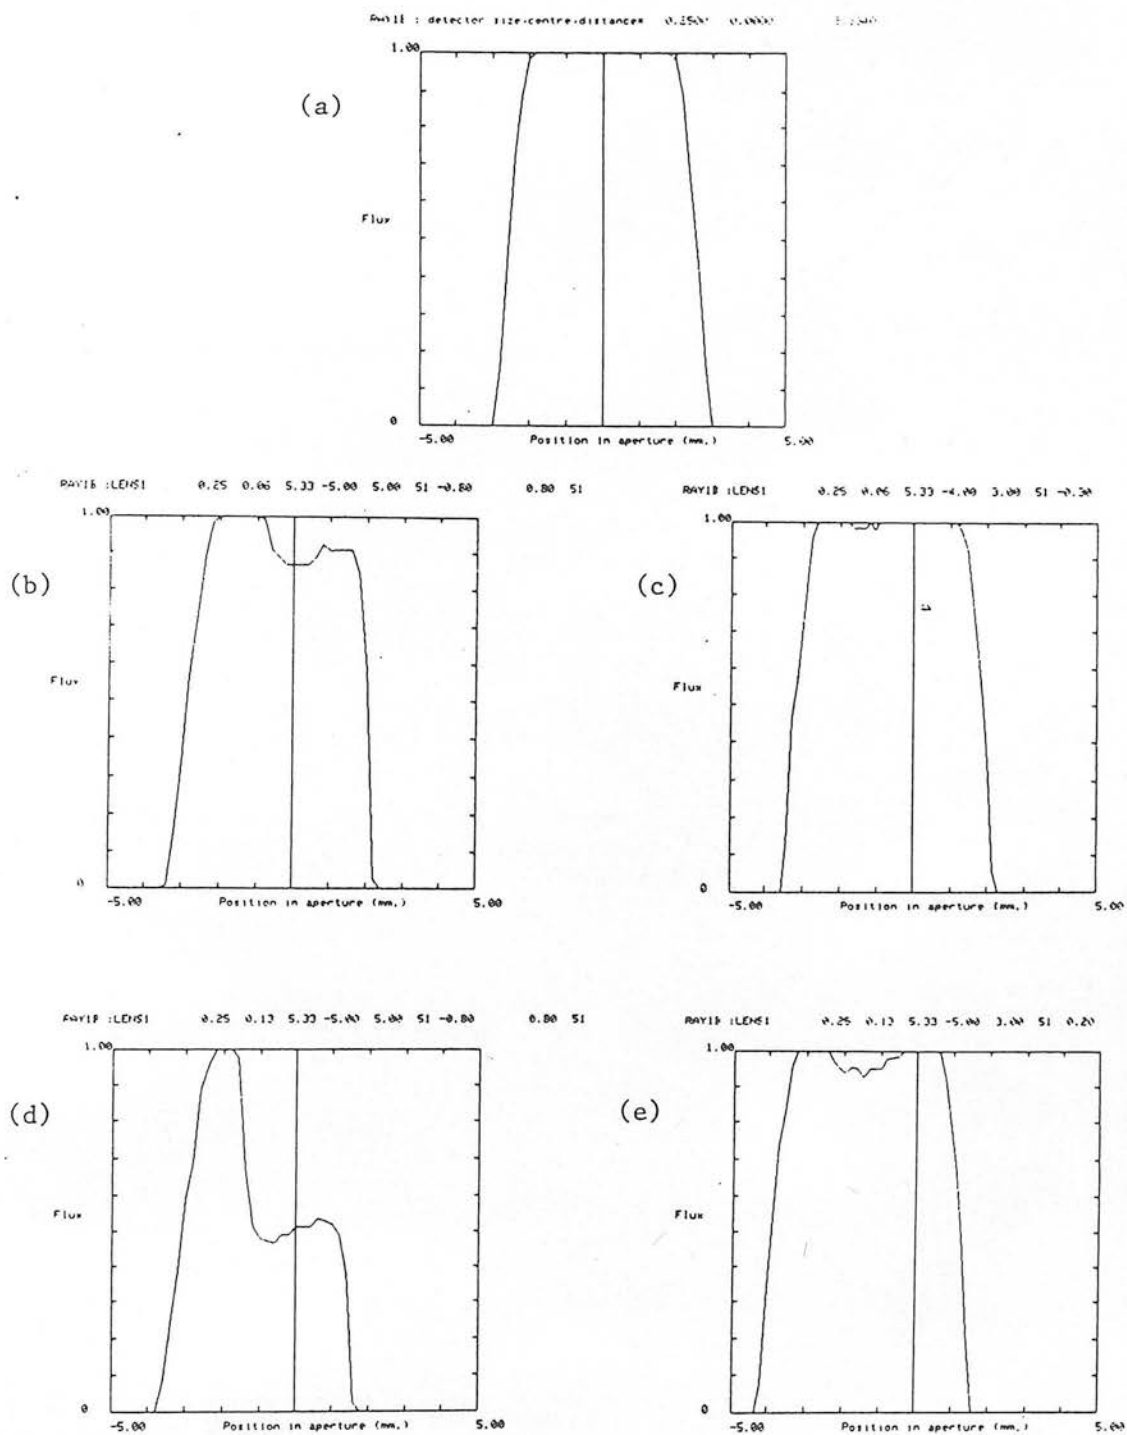 RAY1B : detector size-centre-distance= 0.2500 0.0000
(a)
1.00
Flux
0
-5.00 Position in aperture (mm.) 5.00
RAY1B :LENS1 0.25 0.06 5.33 -5.00 5.00 51 -0.80 0.80 51
(b)
1.00
Flux
0
-5.00 Position in aperture (mm.) 5.00
RAY1B :LENS1 0.25 0.06 5.33 -4.00 3.00 51 -0.30
(c)
1.00
Flux
0
-5.00 Position in aperture (mm.) 5.00
RAY1B :LENS1 0.25 0.13 5.33 -5.00 5.00 51 -0.80 0.80 51
(d)
1.00
Flux
0
-5.00 Position in aperture (mm.) 5.00
RAY1B :LENS1 0.25 0.13 5.33 -5.00 3.00 51 0.20
(e)
1.00
Flux
0
-5.00 Position in aperture (mm.) 5.00